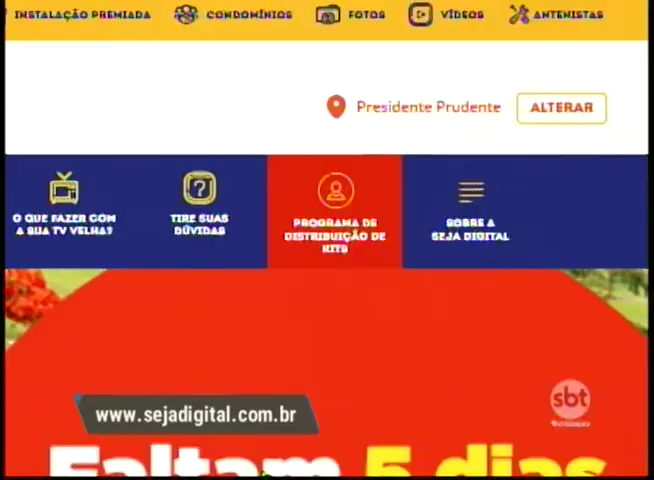 INSTALAÇÃO PREMIADA CONDOMÍNIOS FOTOS VÍDEOS ANTENISTAS
Presidente Prudente ALTERAR
O QUE FAZER COM
A SUA TV VELHA?
TIRE SUAS
DÚVIDAS
PROGRAMA DE
DISTRIBUIÇÃO DE
KITS
SOBRE A
SEJA DIGITAL
sbt
www.sejadigital.com.br
Faltam 5 dias